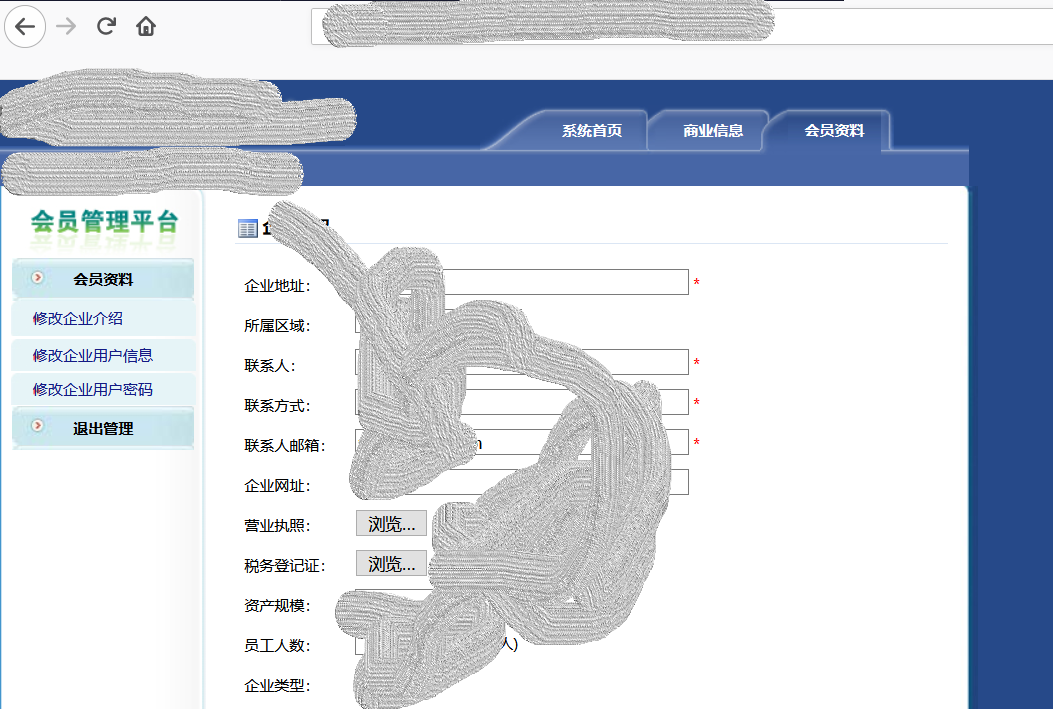 系统首页 商业信息 会员资料
会员管理平台
会员资料
修改企业介绍
修改企业用户信息
修改企业用户密码
退出管理
企业地址： *
所属区域：
联系人： *
联系方式： *
联系人邮箱： *
企业网址：
营业执照： 浏览...
税务登记证： 浏览...
资产规模：
员工人数： 人)
企业类型：